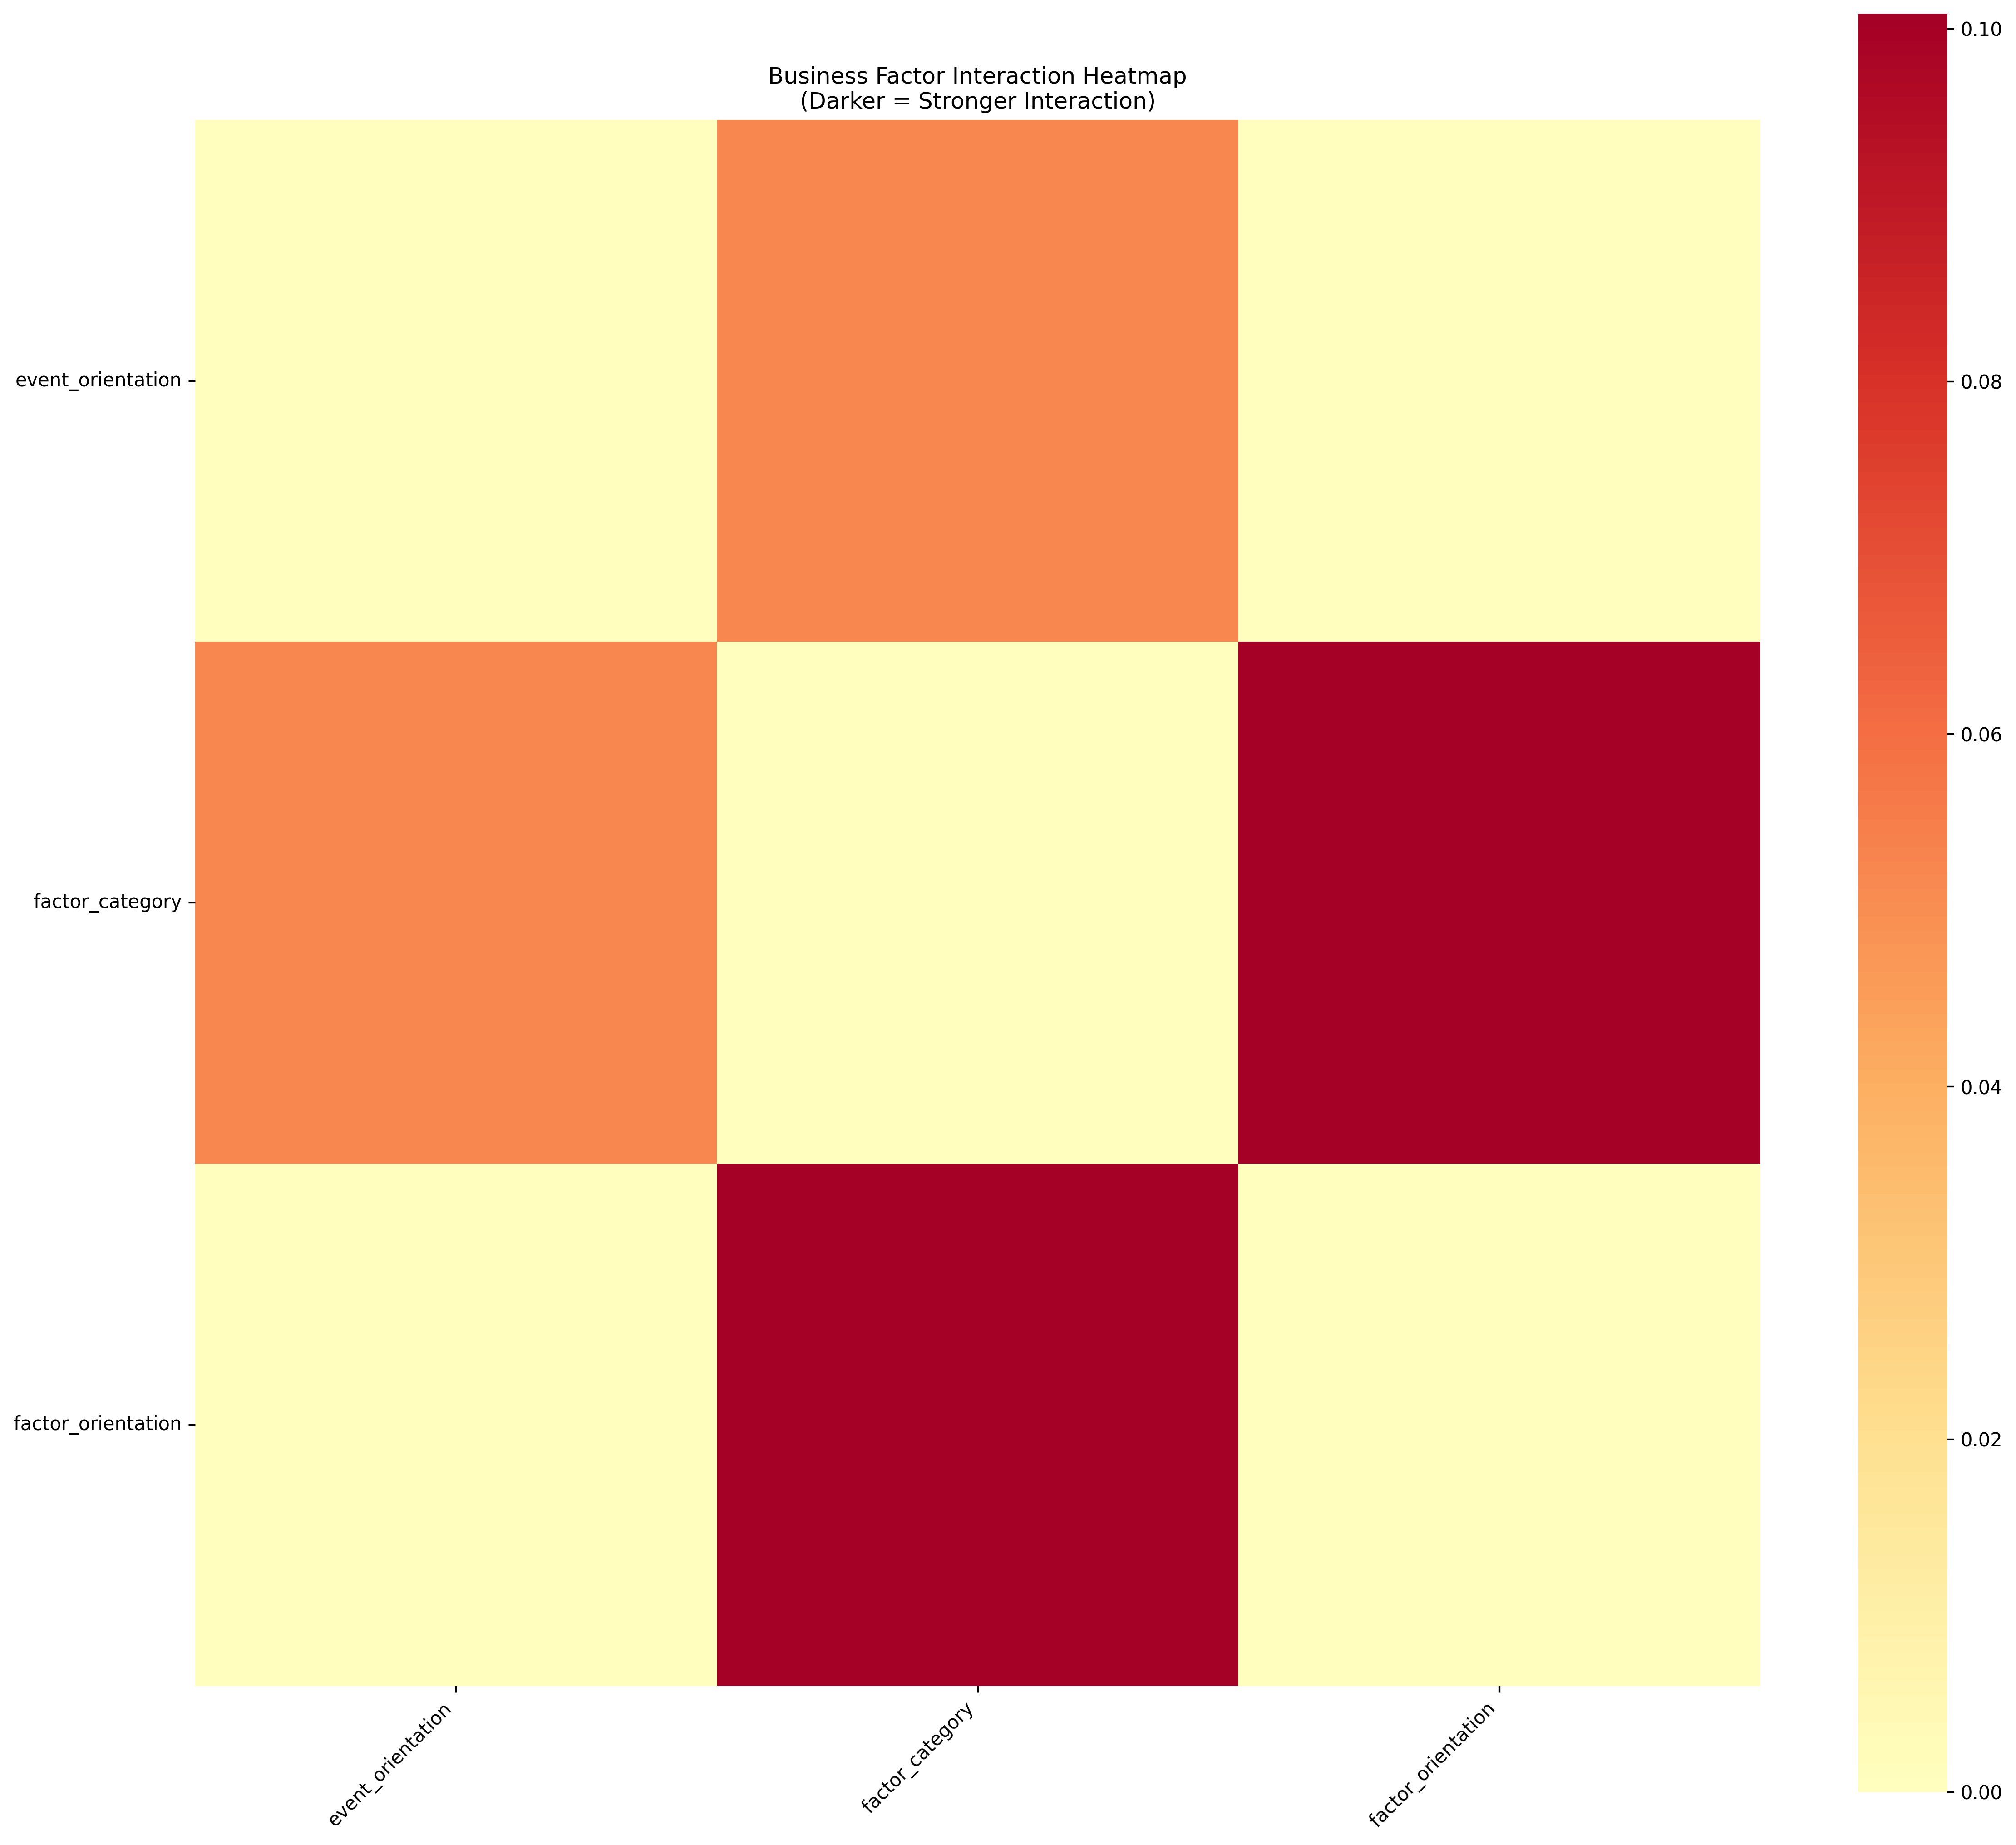 Business Factor Interaction Heatmap
(Darker = Stronger Interaction)
event_orientation
factor_category
factor_orientation
event_orientation
factor_category
factor_orientation
0.10
0.08
0.06
0.04
0.02
0.00